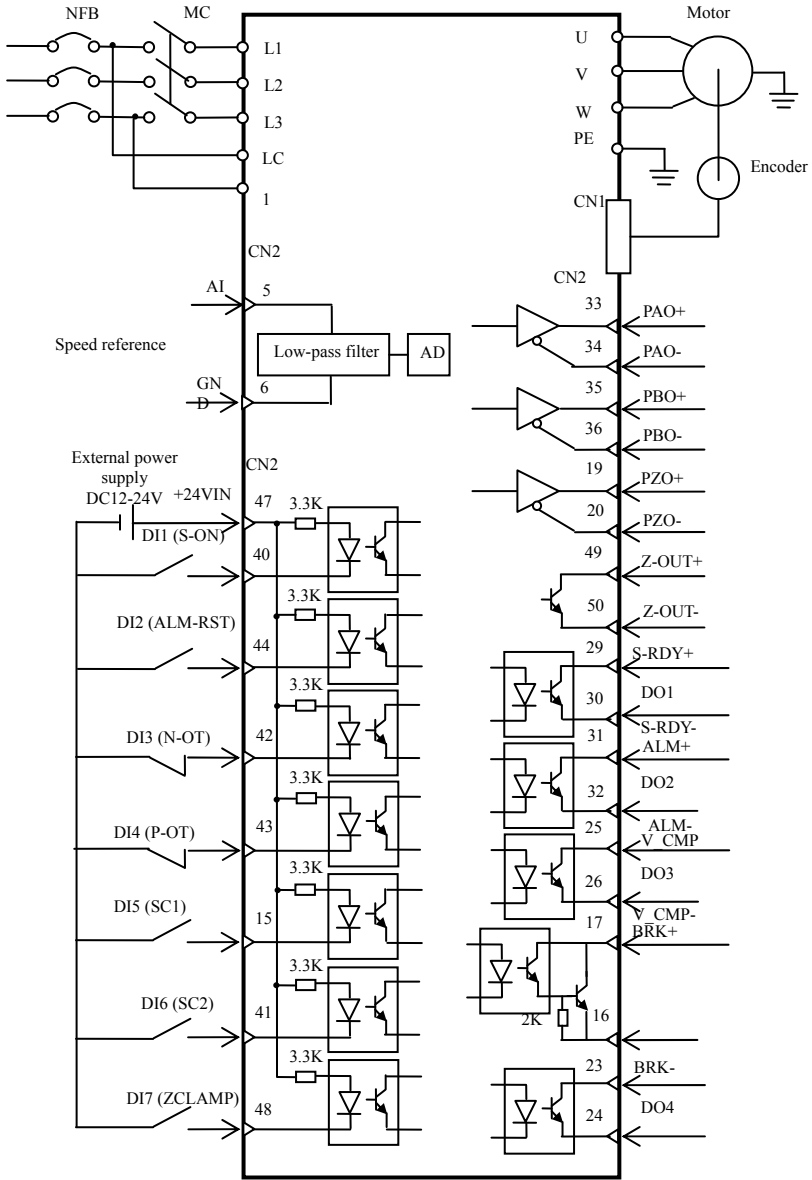 NFB
MC
L1
L2
L3
LC
1
CN2
AI
5
Speed reference
Low-pass filter
AD
GN
D
6
External power
supply
DC12-24V
+24VIN
CN2
47
3.3K
DI1 (S-ON)
40
3.3K
DI2 (ALM-RST)
44
3.3K
DI3 (N-OT)
42
3.3K
DI4 (P-OT)
43
3.3K
DI5 (SC1)
15
3.3K
DI6 (SC2)
41
3.3K
DI7 (ZCLAMP)
48
Motor
U
V
W
PE
Encoder
CN1
CN2
33
PAO+
34
PAO-
35
PBO+
36
PBO-
19
PZO+
20
PZO-
49
Z-OUT+
50
Z-OUT-
29
S-RDY+
30
DO1
S-RDY-
31
ALM+
32
DO2
25
ALM-
V_CMP
26
DO3
V_CMP-
17
BRK+
2K
16
23
BRK-
24
DO4